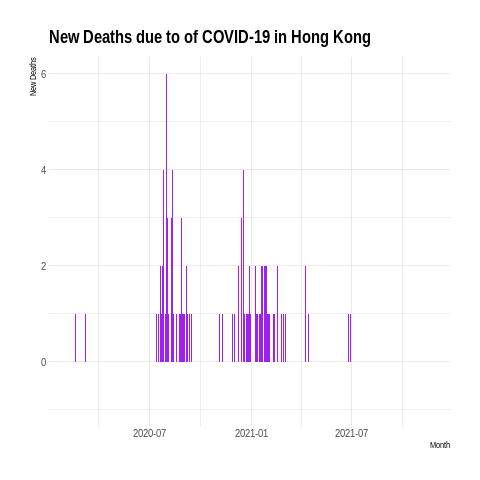 New Deaths due to of COVID-19 in Hong Kong
New Deaths
6
4
2
0
2020-07
2021-01
2021-07
Month